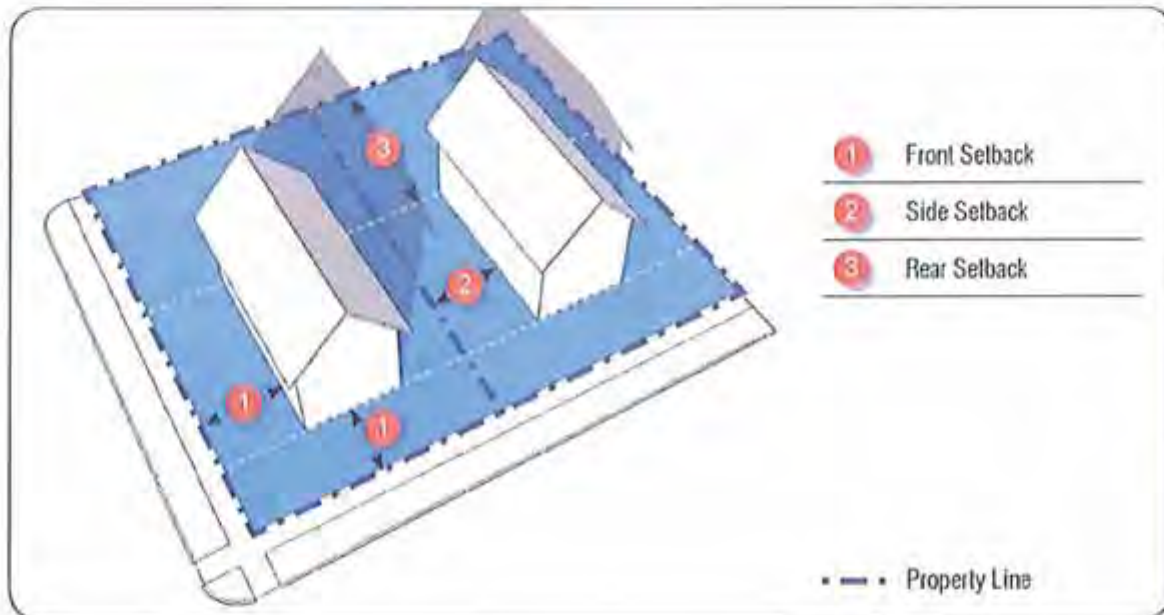 3
2
1
1
1 Front Setback
2 Side Setback
3 Rear Setback
Property Line